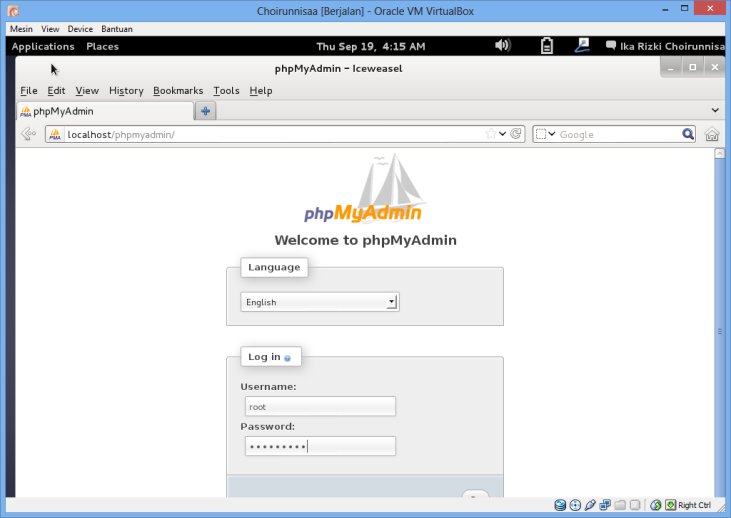 Choirunnisaa [Berjalan] - Oracle VM VirtualBox
Mesin View Device Bantuan
Applications Places Thu Sep 19, 4:15 AM Ika Rizki Choirunnisa
phpMyAdmin - Iceweasel
File Edit View History Bookmarks Tools Help
PMA phpMyAdmin
PMA localhost/phpmyadmin/ Google
phpMyAdmin
Welcome to phpMyAdmin
Language
English
Log in
Username:
root
Password:
•••••••••
Right Ctrl